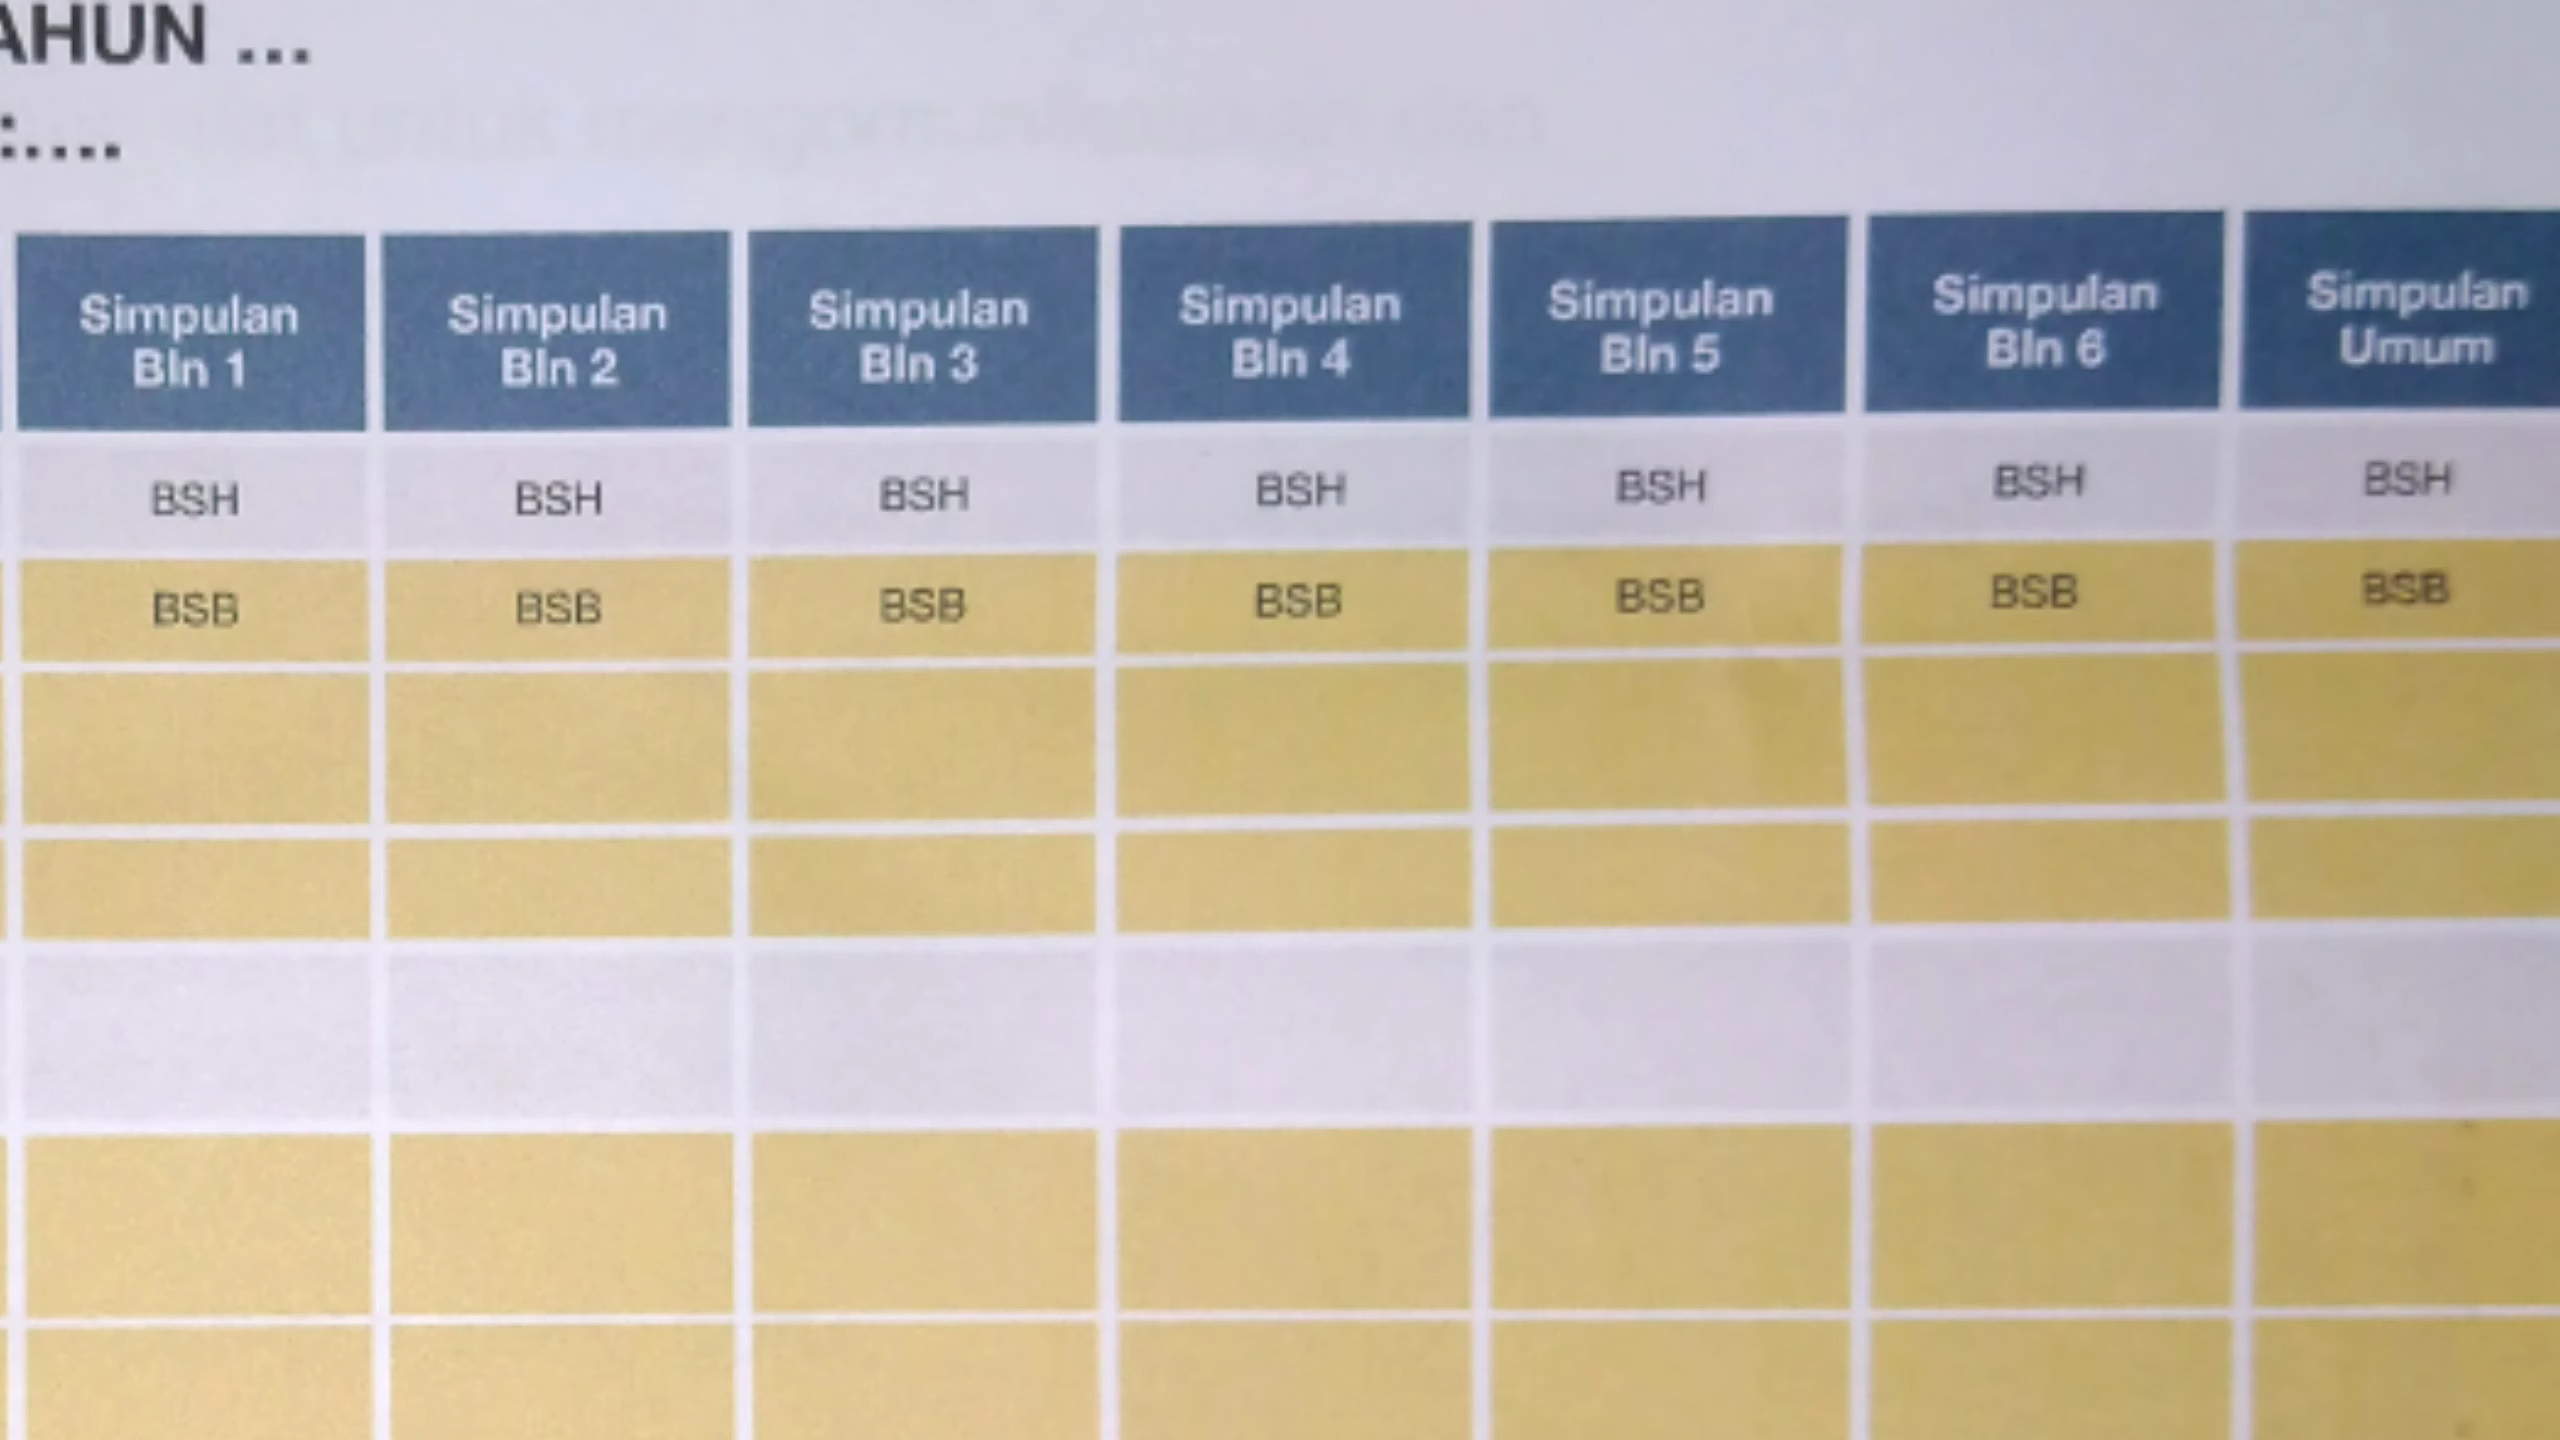 AHUN ...
:....
Simpulan Bln 1 Simpulan Bln 2 Simpulan Bln 3 Simpulan Bln 4 Simpulan Bln 5 Simpulan Bln 6 Simpulan Umum
BSH BSH BSH BSH BSH BSH BSH
BSB BSB BSB BSB BSB BSB BSB